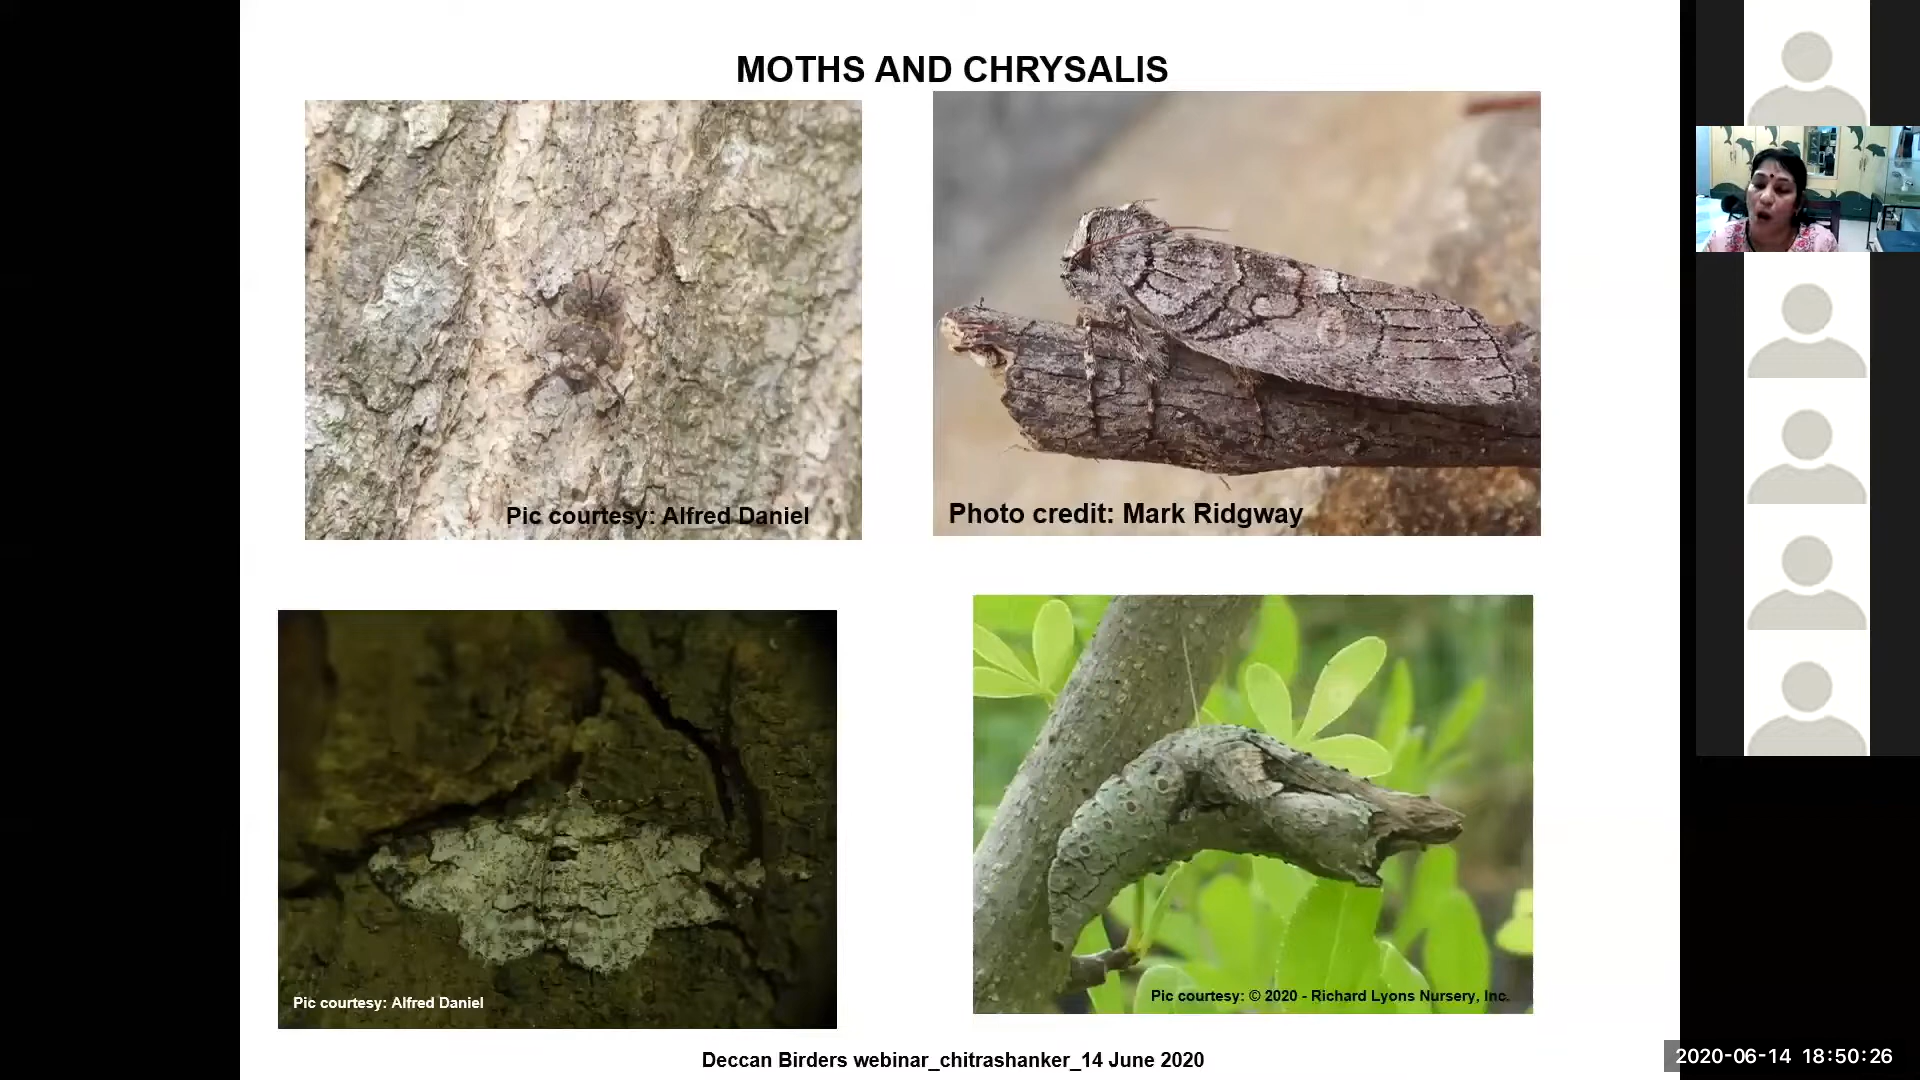 MOTHS AND CHRYSALIS
Pic courtesy: Alfred Daniel
Photo credit: Mark Ridgway
Pic courtesy: Alfred Daniel
Pic courtesy: © 2020 - Richard Lyons Nursery, Inc.
Deccan Birders webinar_chitrashanker_14 June 2020
2020-06-14 18:50:26